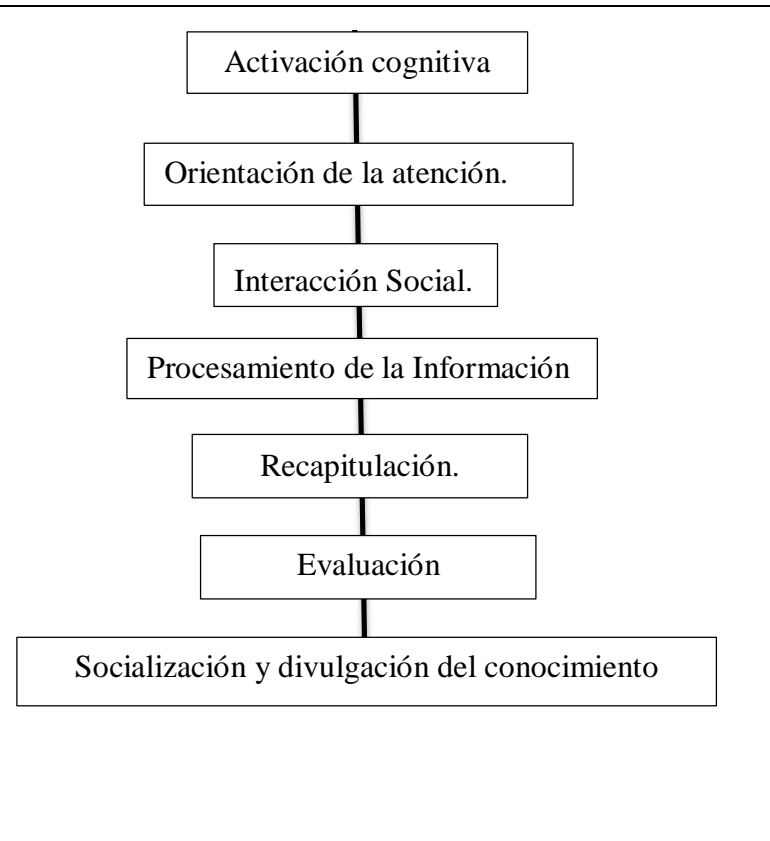 Activación cognitiva
Orientación de la atención.
Interacción Social.
Procesamiento de la Información
Recapitulación.
Evaluación
Socialización y divulgación del conocimiento